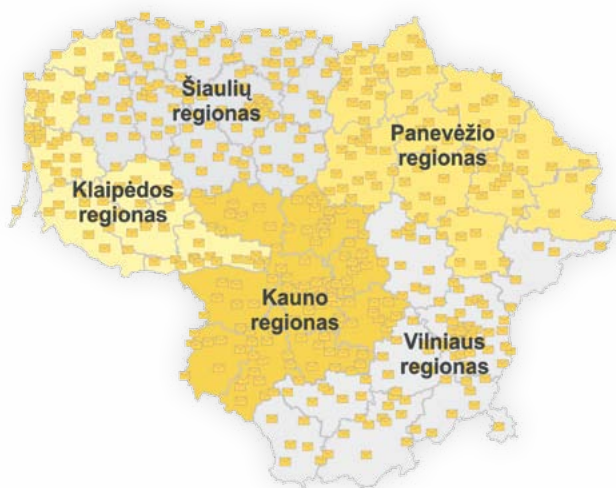 Šiaulių
regionas
Panevėžio
regionas
Klaipėdos
regionas
Kauno
regionas
Vilniaus
regionas